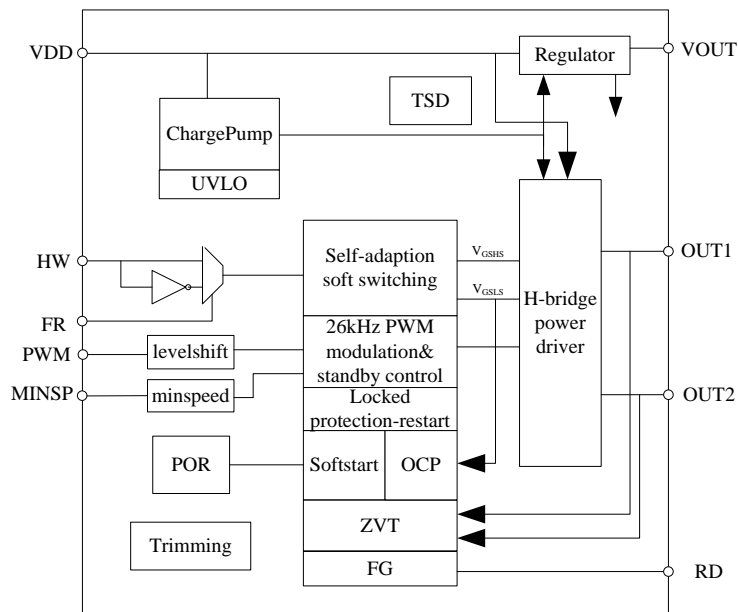 VDD
Regulator
VOUT
TSD
ChargePump
UVLO
HW
Self-adaption
soft switching
VGSHS
VGSLS
OUT1
H-bridge
power
driver
FR
PWM
levelshift
26kHz PWM
modulation&
standby control
MINSP
minspeed
OUT2
Locked
protection-restart
POR
Softstart
OCP
ZVT
Trimming
FG
RD